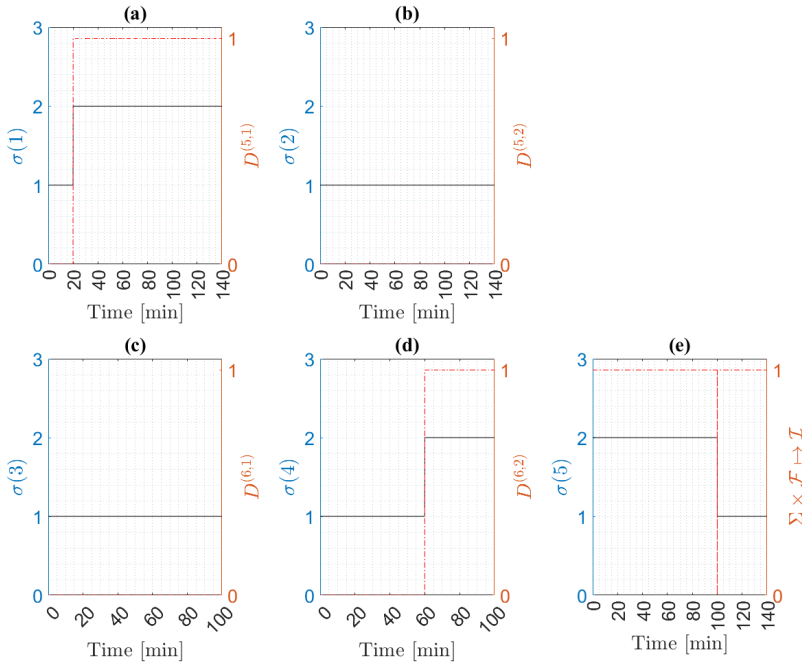 (a)
3
2
1
0
σ(1)
1
0
D^(5,1)
0 20 40 60 80 100 120 140
Time [min]
(b)
3
2
1
0
σ(2)
1
0
D^(5,2)
0 20 40 60 80 100 120 140
Time [min]
(c)
3
2
1
0
σ(3)
1
0
D^(6,1)
0 20 40 60 80 100
Time [min]
(d)
3
2
1
0
σ(4)
1
0
D^(6,2)
0 20 40 60 80 100
Time [min]
(e)
3
2
1
0
σ(5)
1
0
Σ × ℱ ↦ ℐ
0 20 40 60 80 100 120 140
Time [min]